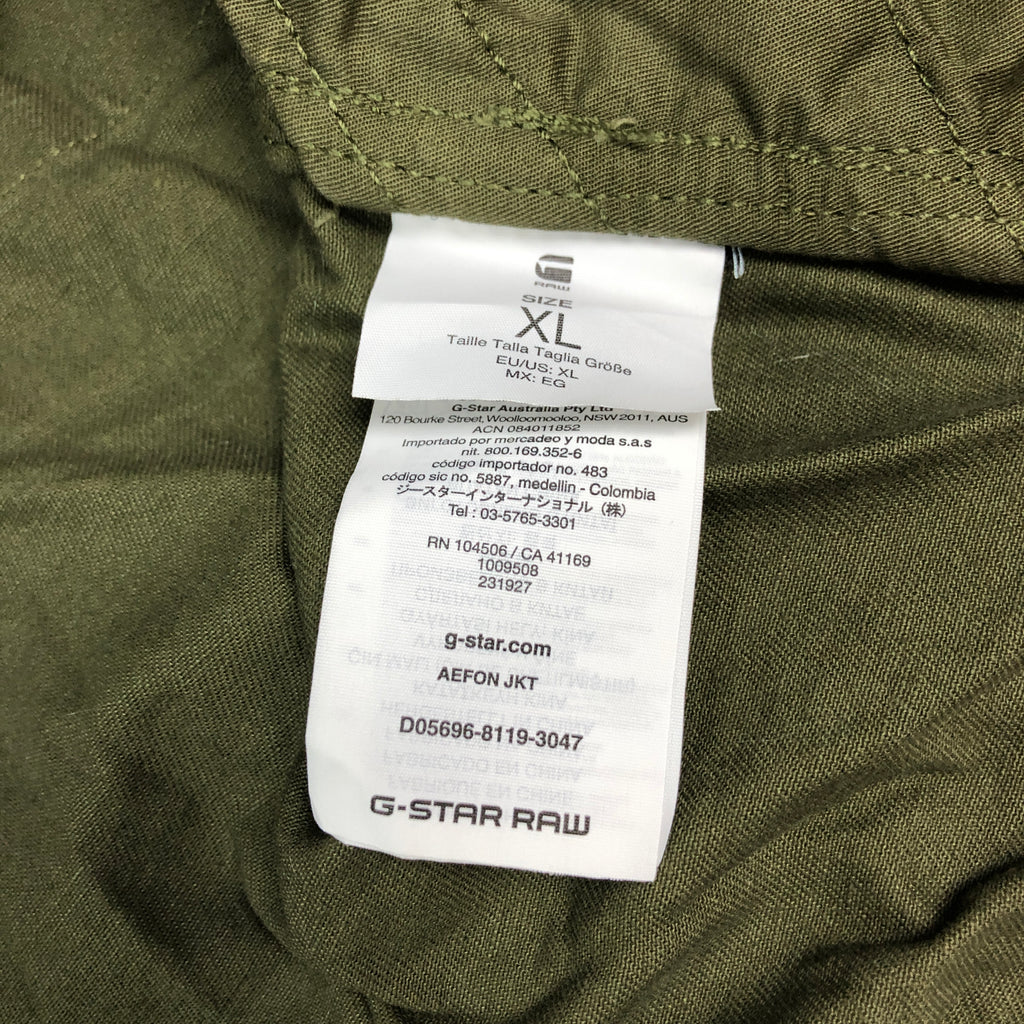 G
RAW
SIZE
XL
Taille Talla Taglia Größe
EU/US: XL
MX: EG
G-Star Australia Pty Ltd
120 Bourke Street, Woolloomooloo, NSW 2011, AUS
ACN 084011852
Importado por mercadeo y moda s.a.s
nit. 800.169.352-6
código importador no. 483
código sic no. 5887, medellin - Colombia
ジースターインターナショナル（株）
Tel : 03-5765-3301
RN 104506 / CA 41169
1009508
231927
g-star.com
AEFON JKT
D05696-8119-3047
G-STAR RAW